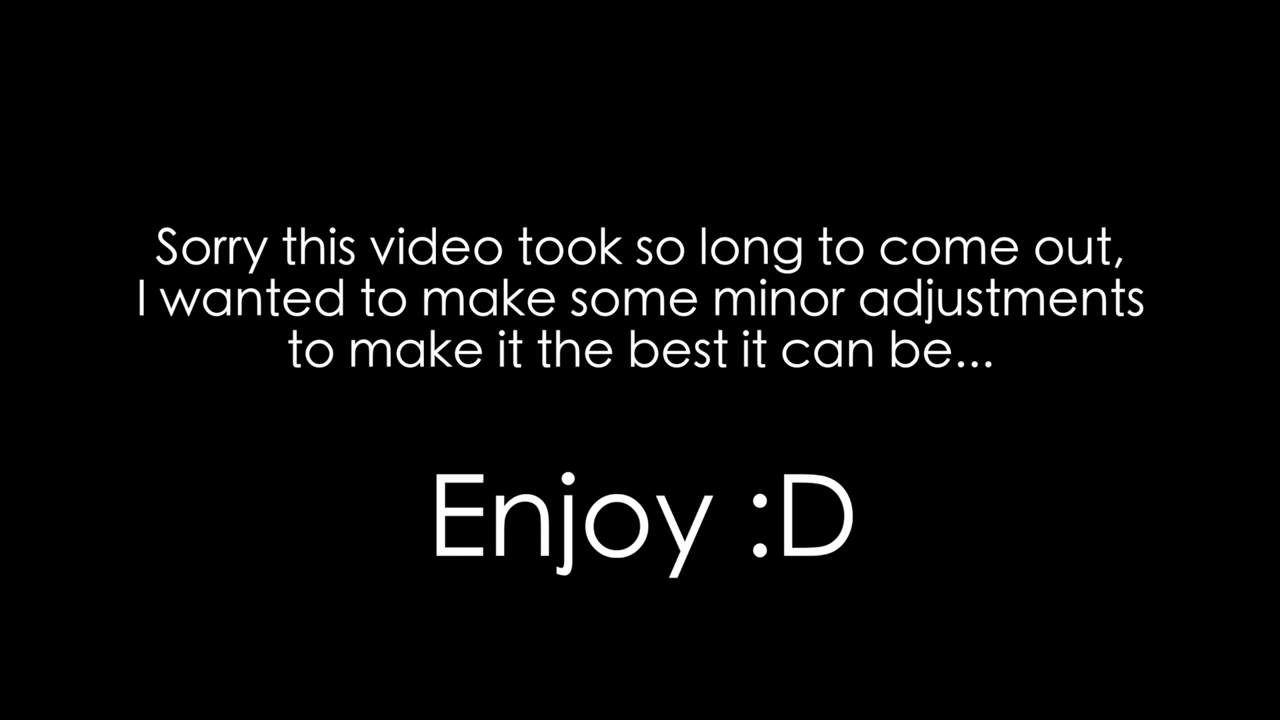 Sorry this video took so long to come out,
I wanted to make some minor adjustments
to make it the best it can be...
Enjoy :D